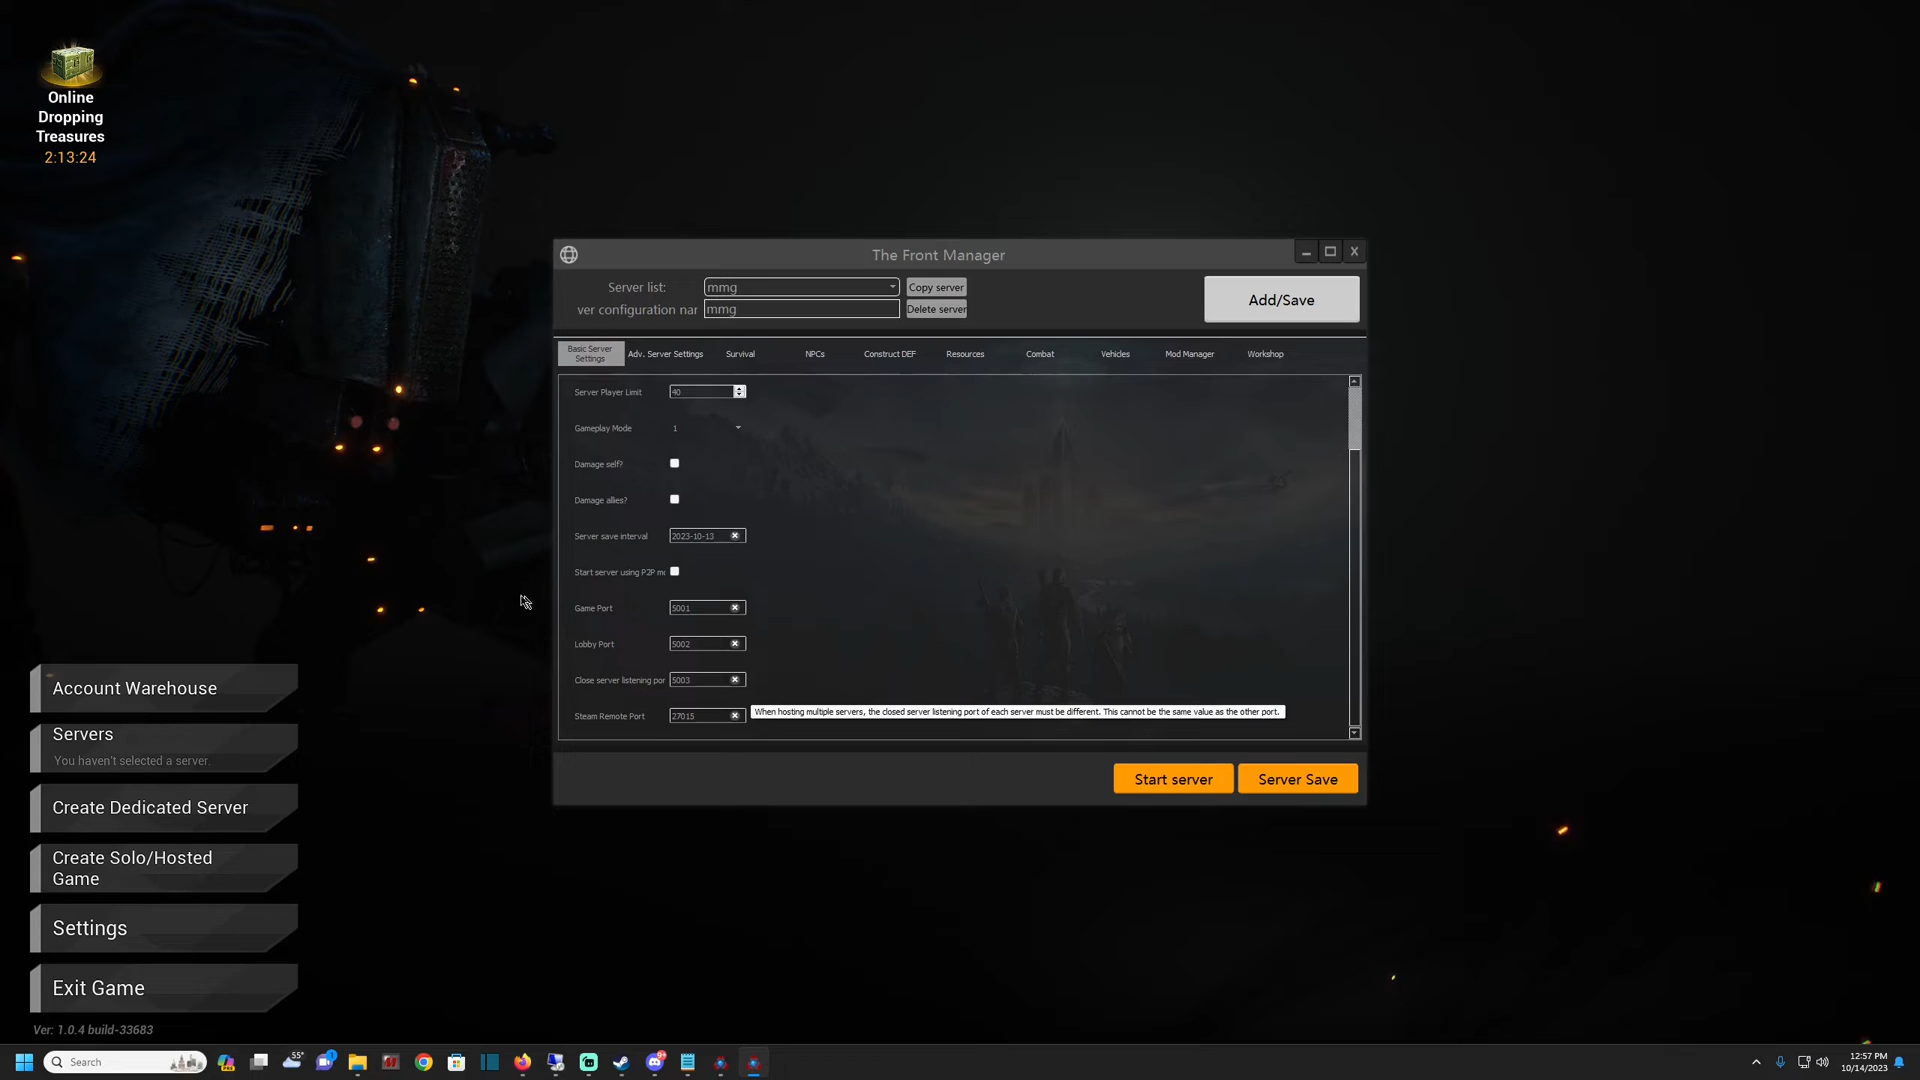 Online
Dropping
Treasures
2:13:24
The Front Manager
X
Server list:
mmg
Copy server
ver configuration nar
mmg
Delete server
Add/Save
Basic Server
Settings
Adv. Server Settings
Survival
NPCs
Construct DEF
Resources
Combat
Vehicles
Mod Manager
Workshop
Server Player Limit
40
Gameplay Mode
1
Damage self?
Damage allies?
Server save interval
2023-10-13
Start server using P2P mo
Game Port
5001
Lobby Port
5002
Close server listening por
5003
Steam Remote Port
27015
When hosting multiple servers, the closed server listening port of each server must be different. This cannot be the same value as the other port.
Start server
Server Save
Account Warehouse
Servers
You haven't selected a server.
Create Dedicated Server
Create Solo/Hosted
Game
Settings
Exit Game
Ver: 1.0.4 build-33683
Search
55°
12:57 PM
10/14/2023